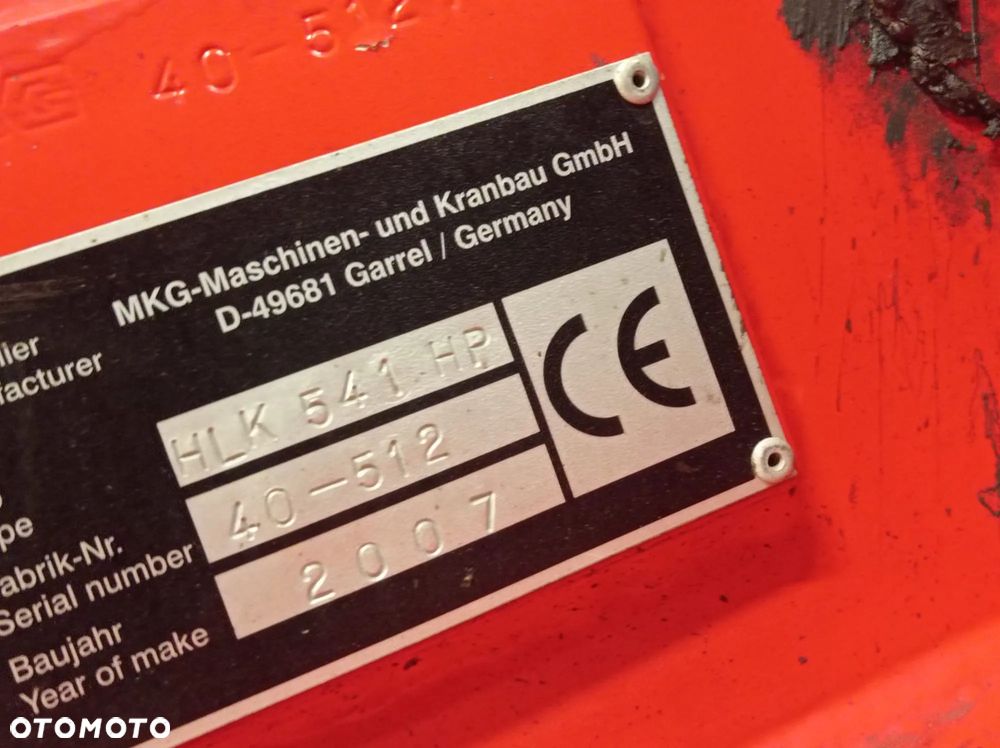 40-512
MKG-Maschinen- und Kranbau GmbH
D-49681 Garrel / Germany
ller
facturer
HLK 541 HP
pe
40-512
abrik-Nr.
Serial number
2007
Baujahr
Year of make
CE
OTOMOTO